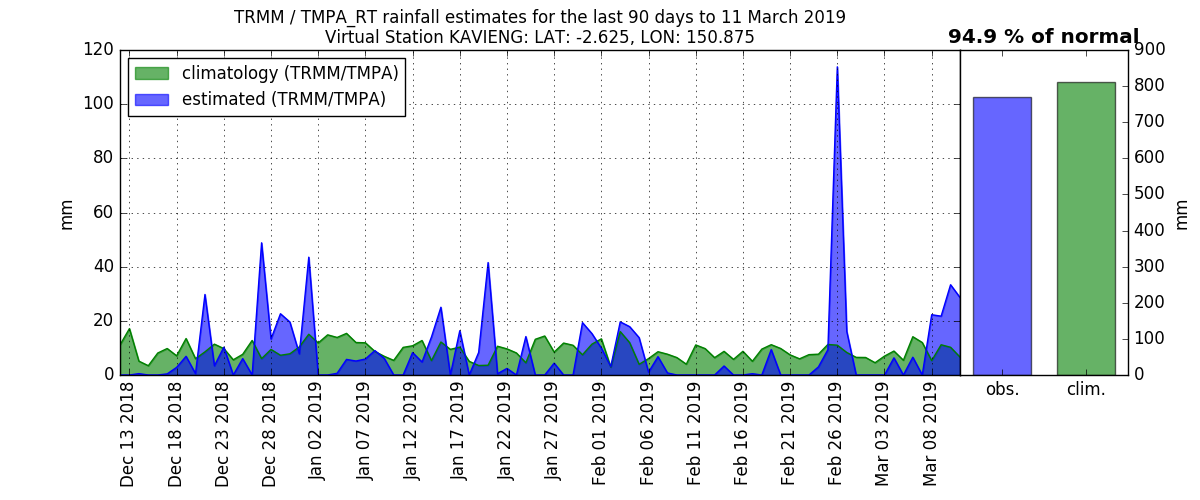 TRMM / TMPA_RT rainfall estimates for the last 90 days to 11 March 2019
Virtual Station KAVIENG: LAT: -2.625, LON: 150.875
94.9 % of normal
climatology (TRMM/TMPA)
estimated (TRMM/TMPA)
mm
120
100
80
60
40
20
0
Dec 13 2018
Dec 18 2018
Dec 23 2018
Dec 28 2018
Jan 02 2019
Jan 07 2019
Jan 12 2019
Jan 17 2019
Jan 22 2019
Jan 27 2019
Feb 01 2019
Feb 06 2019
Feb 11 2019
Feb 16 2019
Feb 21 2019
Feb 26 2019
Mar 03 2019
Mar 08 2019
obs.
clim.
900
800
700
600
500
400
300
200
100
0
mm